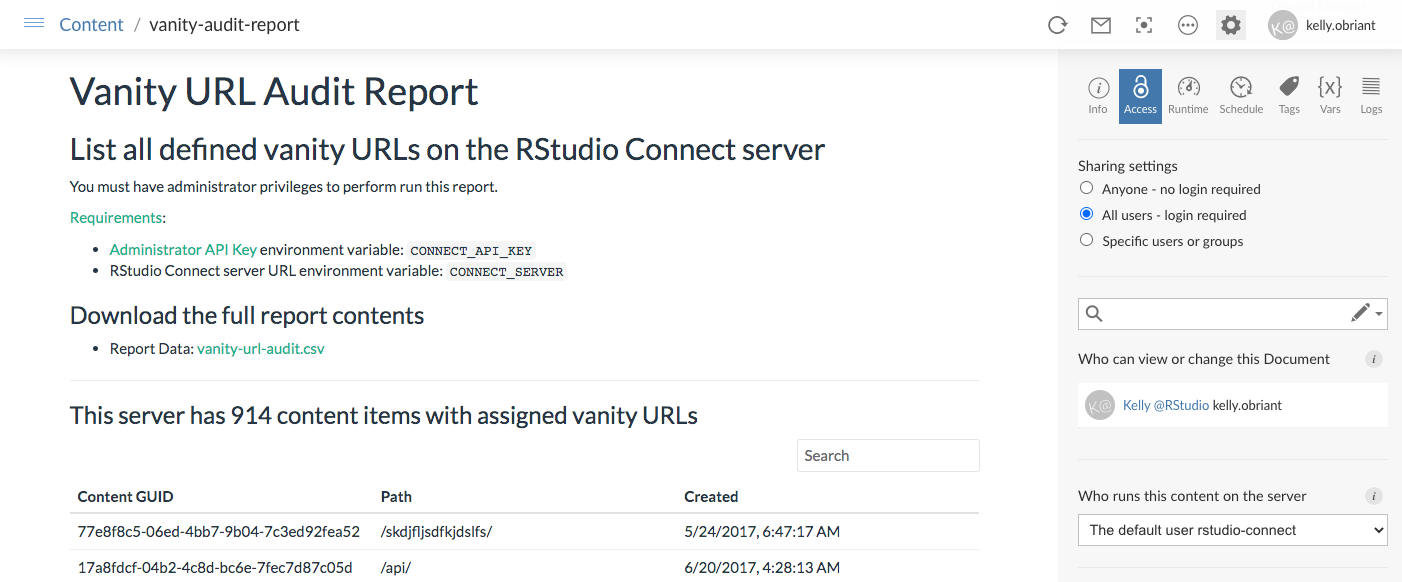 Content / vanity-audit-report
kelly.obriant
Vanity URL Audit Report
List all defined vanity URLs on the RStudio Connect server
You must have administrator privileges to perform run this report.
Requirements:
Administrator API Key environment variable: CONNECT_API_KEY
RStudio Connect server URL environment variable: CONNECT_SERVER
Download the full report contents
Report Data: vanity-url-audit.csv
This server has 914 content items with assigned vanity URLs
Search
Content GUID Path Created
77e8f8c5-06ed-4bb7-9b04-7c3ed92fea52 /skdjfljsdfkjdslfs/ 5/24/2017, 6:47:17 AM
17a8fdcf-04b2-4c8d-bc6e-7fec7d87c05d /api/ 6/20/2017, 4:28:13 AM
Info Access Runtime Schedule Tags Vars Logs
Sharing settings
Anyone - no login required
All users - login required
Specific users or groups
Who can view or change this Document
K@ Kelly @RStudio kelly.obriant
Who runs this content on the server
The default user rstudio-connect